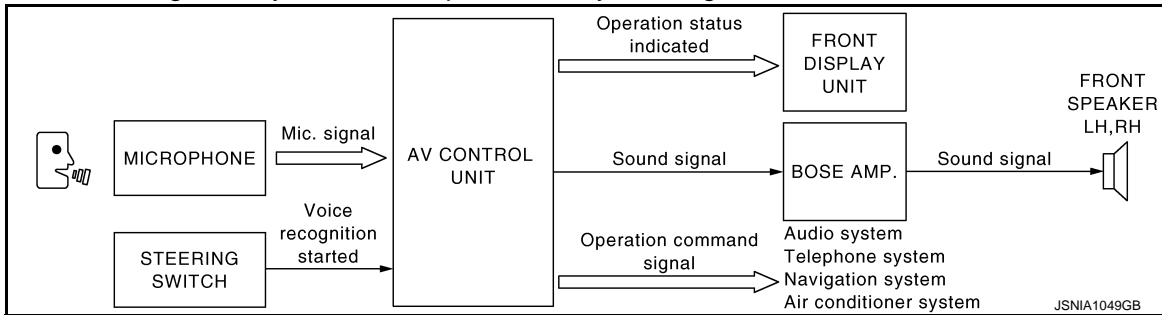 Operation status
indicated
FRONT
DISPLAY
UNIT
FRONT
SPEAKER
LH,RH
MICROPHONE
Mic. signal
AV CONTROL
UNIT
Sound signal
BOSE AMP.
Sound signal
STEERING
SWITCH
Voice
recognition
started
Operation command
signal
Audio system
Telephone system
Navigation system
Air conditioner system
JSNIA1049GB